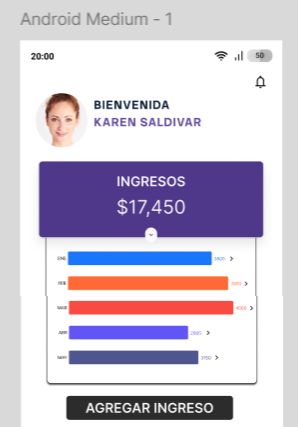 Android Medium - 1
20:00
50
BIENVENIDA
KAREN SALDIVAR
INGRESOS
$17,450
ENE
FEB
MAR
ABR
MAY
AGREGAR INGRESO